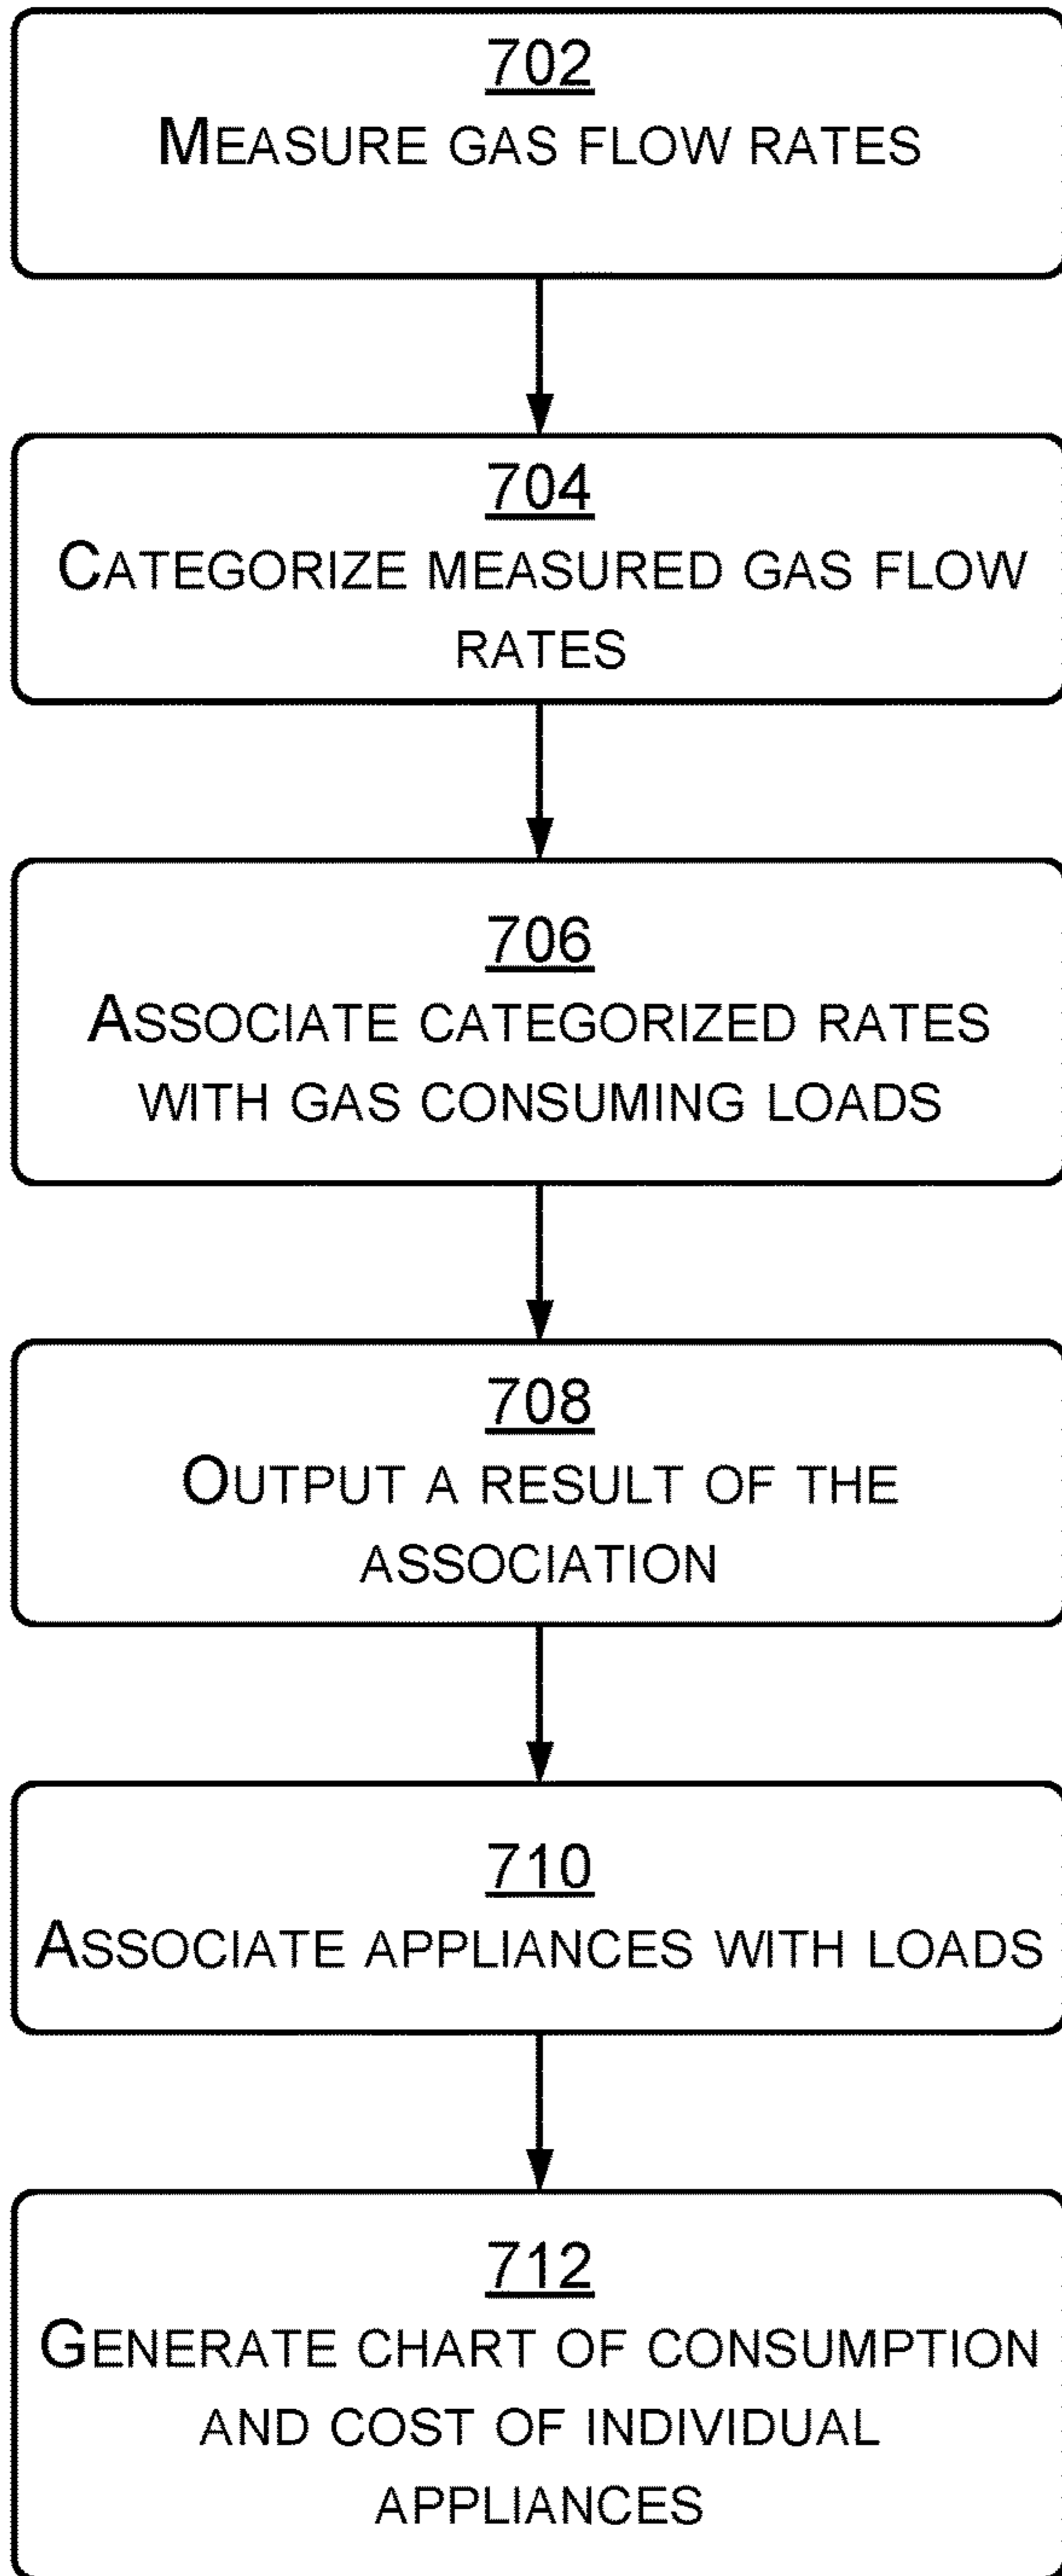 702
MEASURE GAS FLOW RATES
704
CATEGORIZE MEASURED GAS FLOW
RATES
706
ASSOCIATE CATEGORIZED RATES
WITH GAS CONSUMING LOADS
708
OUTPUT A RESULT OF THE
ASSOCIATION
710
ASSOCIATE APPLIANCES WITH LOADS
712
GENERATE CHART OF CONSUMPTION
AND COST OF INDIVIDUAL
APPLIANCES